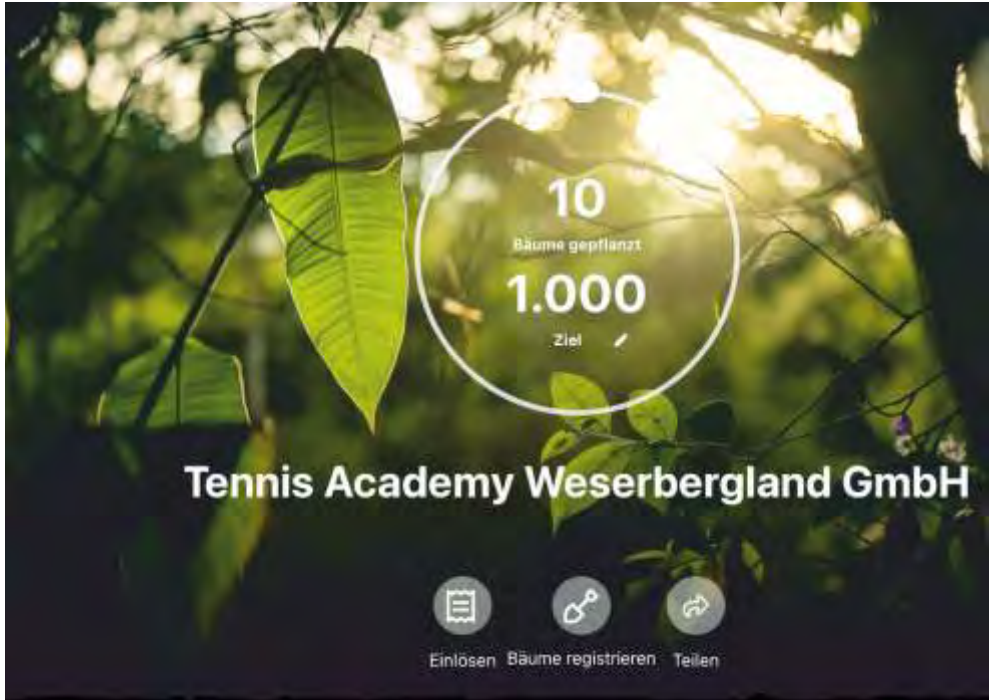 10
Bäume gepflanzt
1.000
Ziel
Tennis Academy Weserbergland GmbH
Einlösen Bäume registrieren Teilen